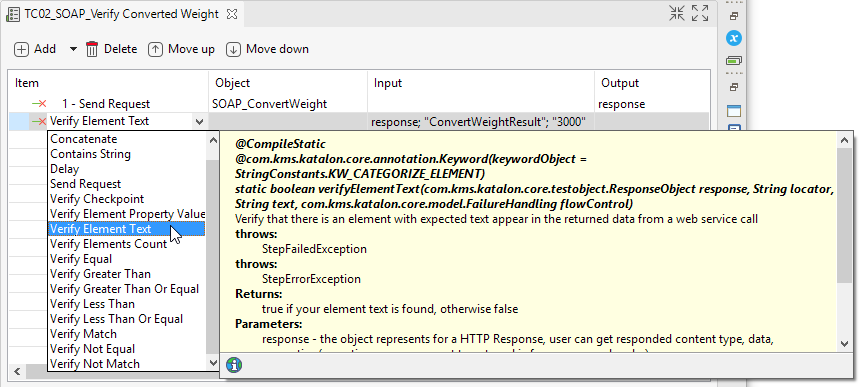 TC02_SOAP_Verify Converted Weight
Add Delete Move up Move down
Item Object Input Output
1 - Send Request SOAP_ConvertWeight response
Verify Element Text response; "ConvertWeightResult"; "3000"
Concatenate
Contains String
Delay
Send Request
Verify Checkpoint
Verify Element Property Value
Verify Element Text
Verify Elements Count
Verify Equal
Verify Greater Than
Verify Greater Than Or Equal
Verify Less Than
Verify Less Than Or Equal
Verify Match
Verify Not Equal
Verify Not Match
@CompileStatic
@com.kms.katalon.core.annotation.Keyword(keywordObject =
StringConstants.KW_CATEGORIZE_ELEMENT)
static boolean verifyElementText(com.kms.katalon.core.testobject.ResponseObject response, String locator,
String text, com.kms.katalon.core.model.FailureHandling flowControl)
Verify that there is an element with expected text appear in the returned data from a web service call
throws:
StepFailedException
throws:
StepErrorException
Returns:
true if your element text is found, otherwise false
Parameters:
response - the object represents for a HTTP Response, user can get responded content type, data,